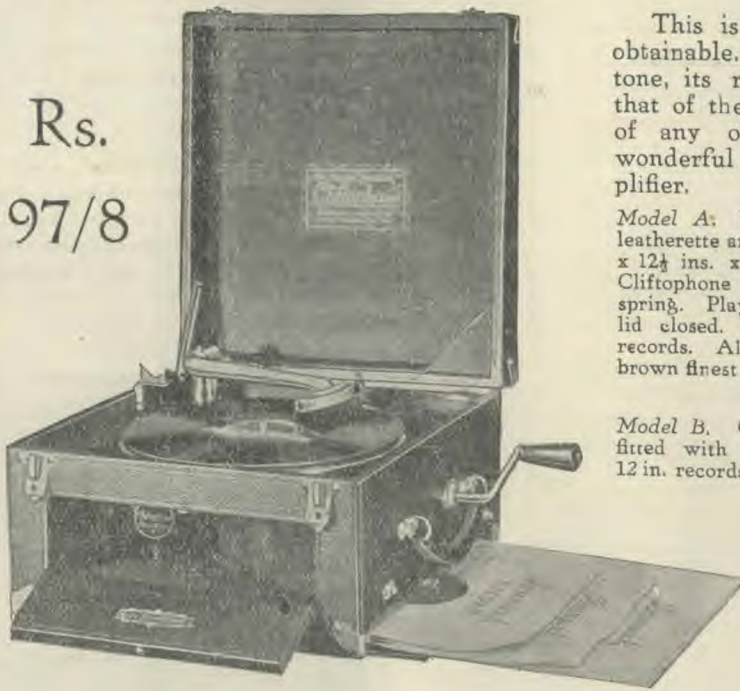 Rs.
97/8
This is
obtainable.
tone, its r
that of the
of any o
wonderful
plifier.
Model A.
leatherette an
x 12½ ins. x
Cliftophone
spring. Play
lid closed.
records. Al
brown finest
Model B. C
fitted with
12 in. records